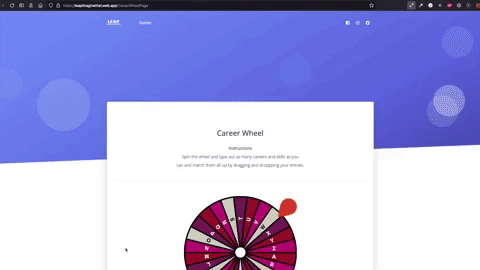 https://leapimaginethat.web.app/CareerWheelPage
LEAP
Explore
Career Wheel
Instructions
Spin the wheel and type out as many careers and skills as you
can and match them all up by dragging and dropping your entries